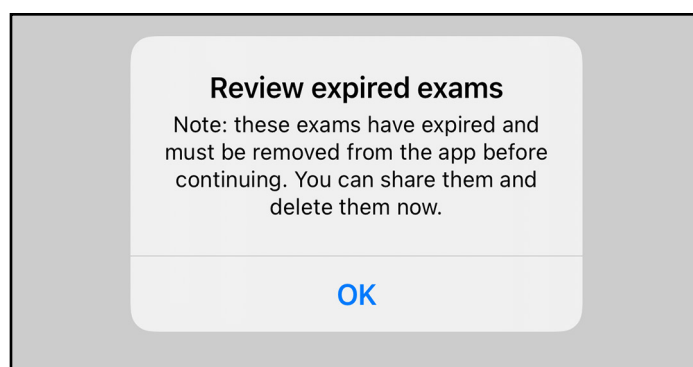 Review expired exams
Note: these exams have expired and
must be removed from the app before
continuing. You can share them and
delete them now.
OK